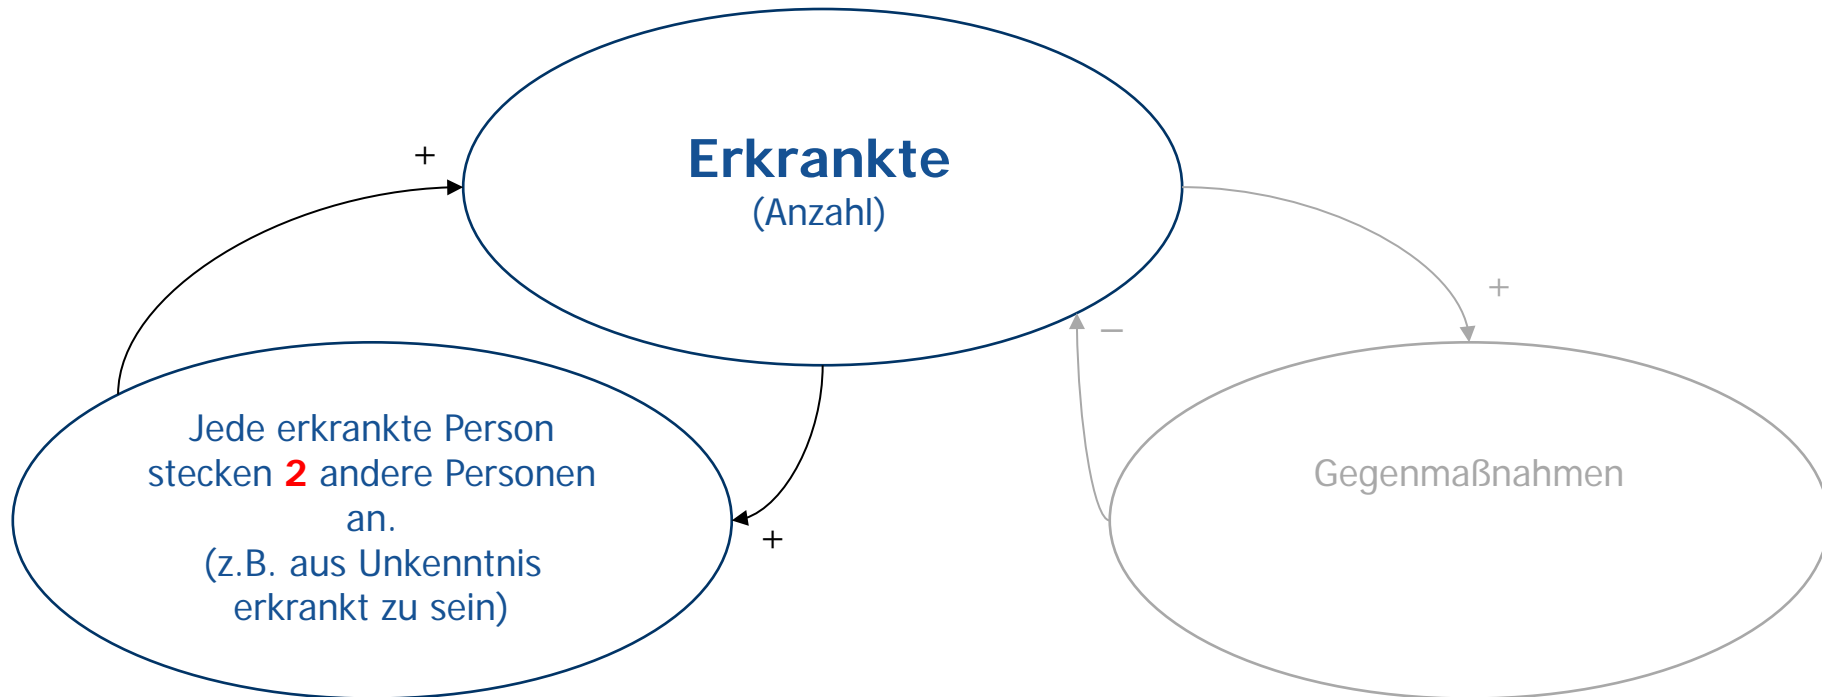 Erkrankte
(Anzahl)
+
+
–
Jede erkrankte Person
stecken 2 andere Personen
an.
(z.B. aus Unkenntnis
erkrankt zu sein)
+
Gegenmaßnahmen